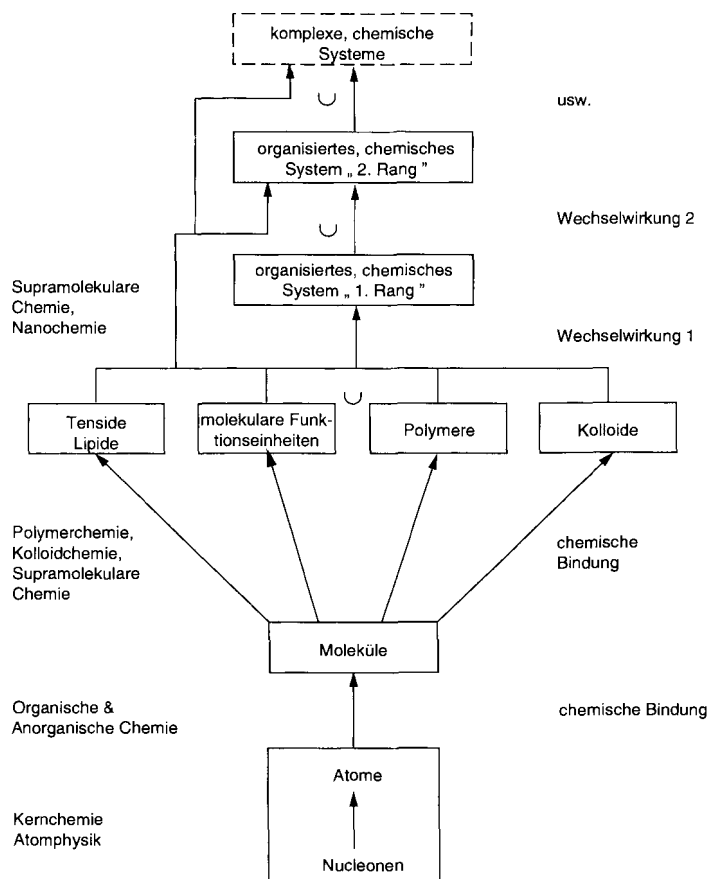 komplexe, chemische
Systeme
∪
usw.
organisiertes, chemisches
System „ 2. Rang ”
∪
Wechselwirkung 2
organisiertes, chemisches
System „ 1. Rang ”
Supramolekulare
Chemie,
Nanochemie
Wechselwirkung 1
∪
Tenside
Lipide
molekulare Funk-
tionseinheiten
Polymere
Kolloide
Polymerchemie,
Kolloidchemie,
Supramolekulare
Chemie
chemische
Bindung
Moleküle
Organische &
Anorganische Chemie
chemische Bindung
Atome
Kernchemie
Atomphysik
Nucleonen